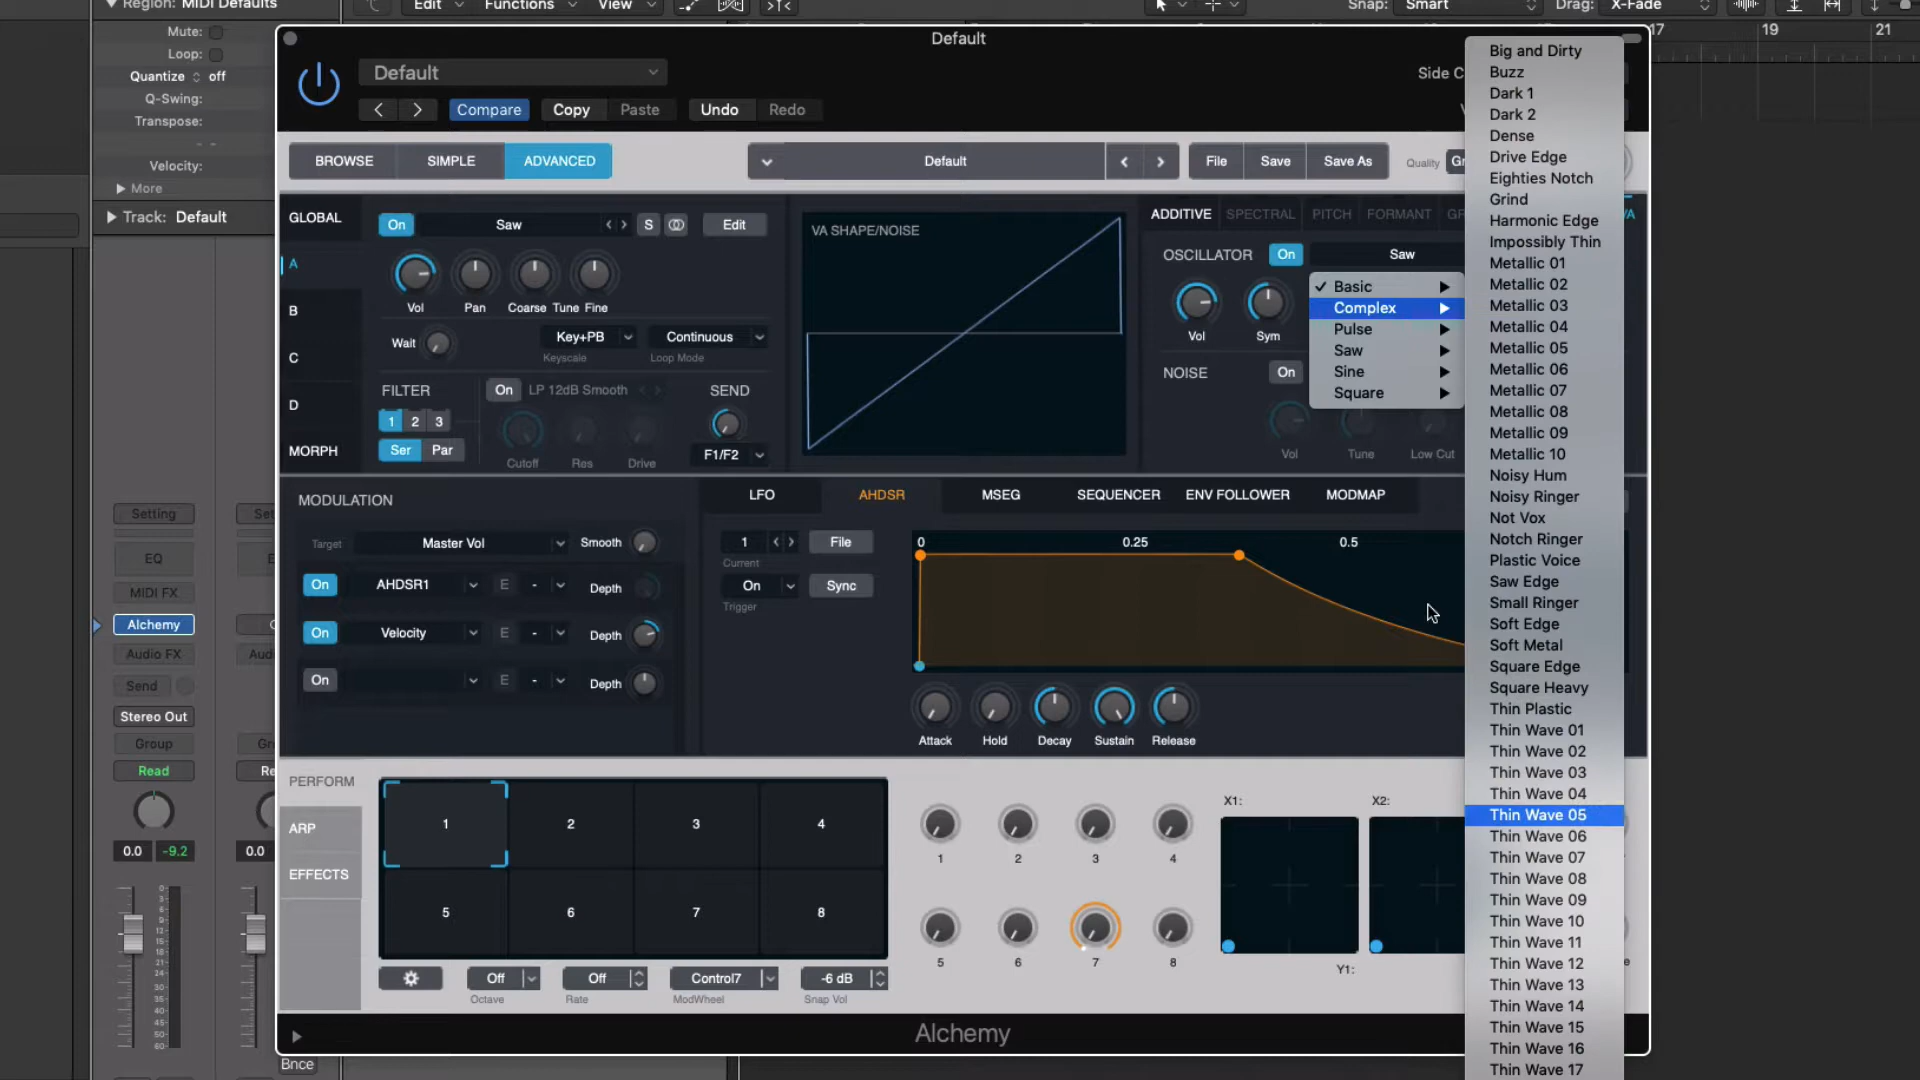 Region: MIDI Defaults
Edit
Functions
View
Snap: Smart
Drag: X-Fade
Mute:
Loop:
Quantize off
Q-Swing:
Transpose:
- -
Velocity:
More
Track: Default
17
19
21
Default
Default
Side C
Compare
Copy
Paste
Undo
Redo
BROWSE
SIMPLE
ADVANCED
Default
File
Save
Save As
Quality
GLOBAL
On
Saw
S
Edit
VA SHAPE/NOISE
ADDITIVE
SPECTRAL
PITCH
FORMANT
GR
VA
A
B
C
D
MORPH
Vol
Pan
Coarse Tune Fine
Wait
Key+PB
Keyscale
Continuous
Loop Mode
FILTER
On
LP 12dB Smooth
SEND
1 2 3
Ser
Par
Cutoff
Res
Drive
F1/F2
OSCILLATOR
On
Saw
Vol
Sym
NOISE
On
Vol
Tune
Low Cut
Basic
Complex
Pulse
Saw
Sine
Square
Big and Dirty
Buzz
Dark 1
Dark 2
Dense
Drive Edge
Eighties Notch
Grind
Harmonic Edge
Impossibly Thin
Metallic 01
Metallic 02
Metallic 03
Metallic 04
Metallic 05
Metallic 06
Metallic 07
Metallic 08
Metallic 09
Metallic 10
Noisy Hum
Noisy Ringer
Not Vox
Notch Ringer
Plastic Voice
Saw Edge
Small Ringer
Soft Edge
Soft Metal
Square Edge
Square Heavy
Thin Plastic
Thin Wave 01
Thin Wave 02
Thin Wave 03
Thin Wave 04
Thin Wave 05
Thin Wave 06
Thin Wave 07
Thin Wave 08
Thin Wave 09
Thin Wave 10
Thin Wave 11
Thin Wave 12
Thin Wave 13
Thin Wave 14
Thin Wave 15
Thin Wave 16
Thin Wave 17
MODULATION
Target
Master Vol
Smooth
On
AHDSR1
E
-
Depth
On
Velocity
E
-
Depth
On
E
-
Depth
LFO
AHDSR
MSEG
SEQUENCER
ENV FOLLOWER
MODMAP
1
File
Current
On
Sync
Trigger
0
0.25
0.5
Attack
Hold
Decay
Sustain
Release
Setting
EQ
MIDI FX
Alchemy
Audio FX
Send
Stereo Out
Group
Read
0.0
-9.2
0.0
Bnce
PERFORM
ARP
EFFECTS
1
2
3
4
5
6
7
8
Off
Octave
Off
Rate
Control7
ModWheel
-6 dB
Snap Vol
1
2
3
4
5
6
7
8
X1:
X2:
Y1:
Alchemy